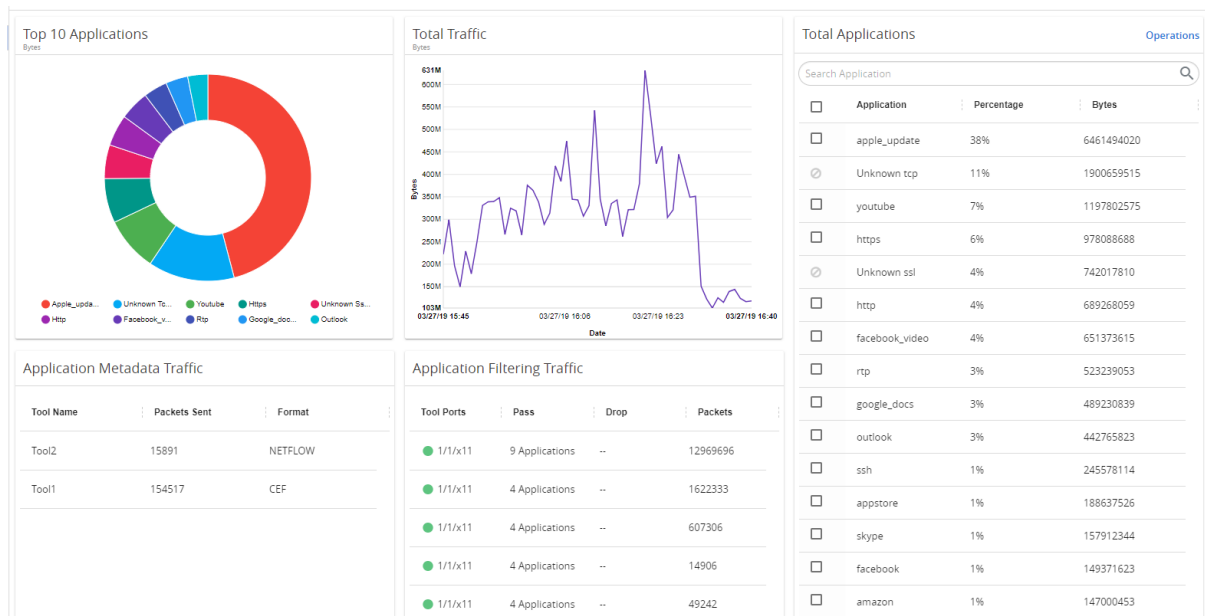 Top 10 Applications
Bytes
Apple_upda... Unknown Tc... Youtube Https Unknown Ss...
Http Facebook_v... Rtp Google_doc... Outlook
Total Traffic
Bytes
631M
600M
550M
500M
450M
400M
350M
300M
250M
200M
150M
103M
Bytes
03/27/19 15:45 03/27/19 16:06 03/27/19 16:23 03/27/19 16:40
Date
Total Applications Operations
Search Application
Application Percentage Bytes
apple_update 38% 6461494020
Unknown tcp 11% 1900659515
youtube 7% 1197802575
https 6% 978088688
Unknown ssl 4% 742017810
http 4% 689268059
facebook_video 4% 651373615
rtp 3% 523239053
google_docs 3% 489230839
outlook 3% 442765823
ssh 1% 245578114
appstore 1% 188637526
skype 1% 157912344
facebook 1% 149371623
amazon 1% 147000453
Application Metadata Traffic
Tool Name Packets Sent Format
Tool2 15891 NETFLOW
Tool1 154517 CEF
Application Filtering Traffic
Tool Ports Pass Drop Packets
1/1/x11 9 Applications -- 12969696
1/1/x11 4 Applications -- 1622333
1/1/x11 4 Applications -- 607306
1/1/x11 4 Applications -- 14906
1/1/x11 4 Applications -- 49242